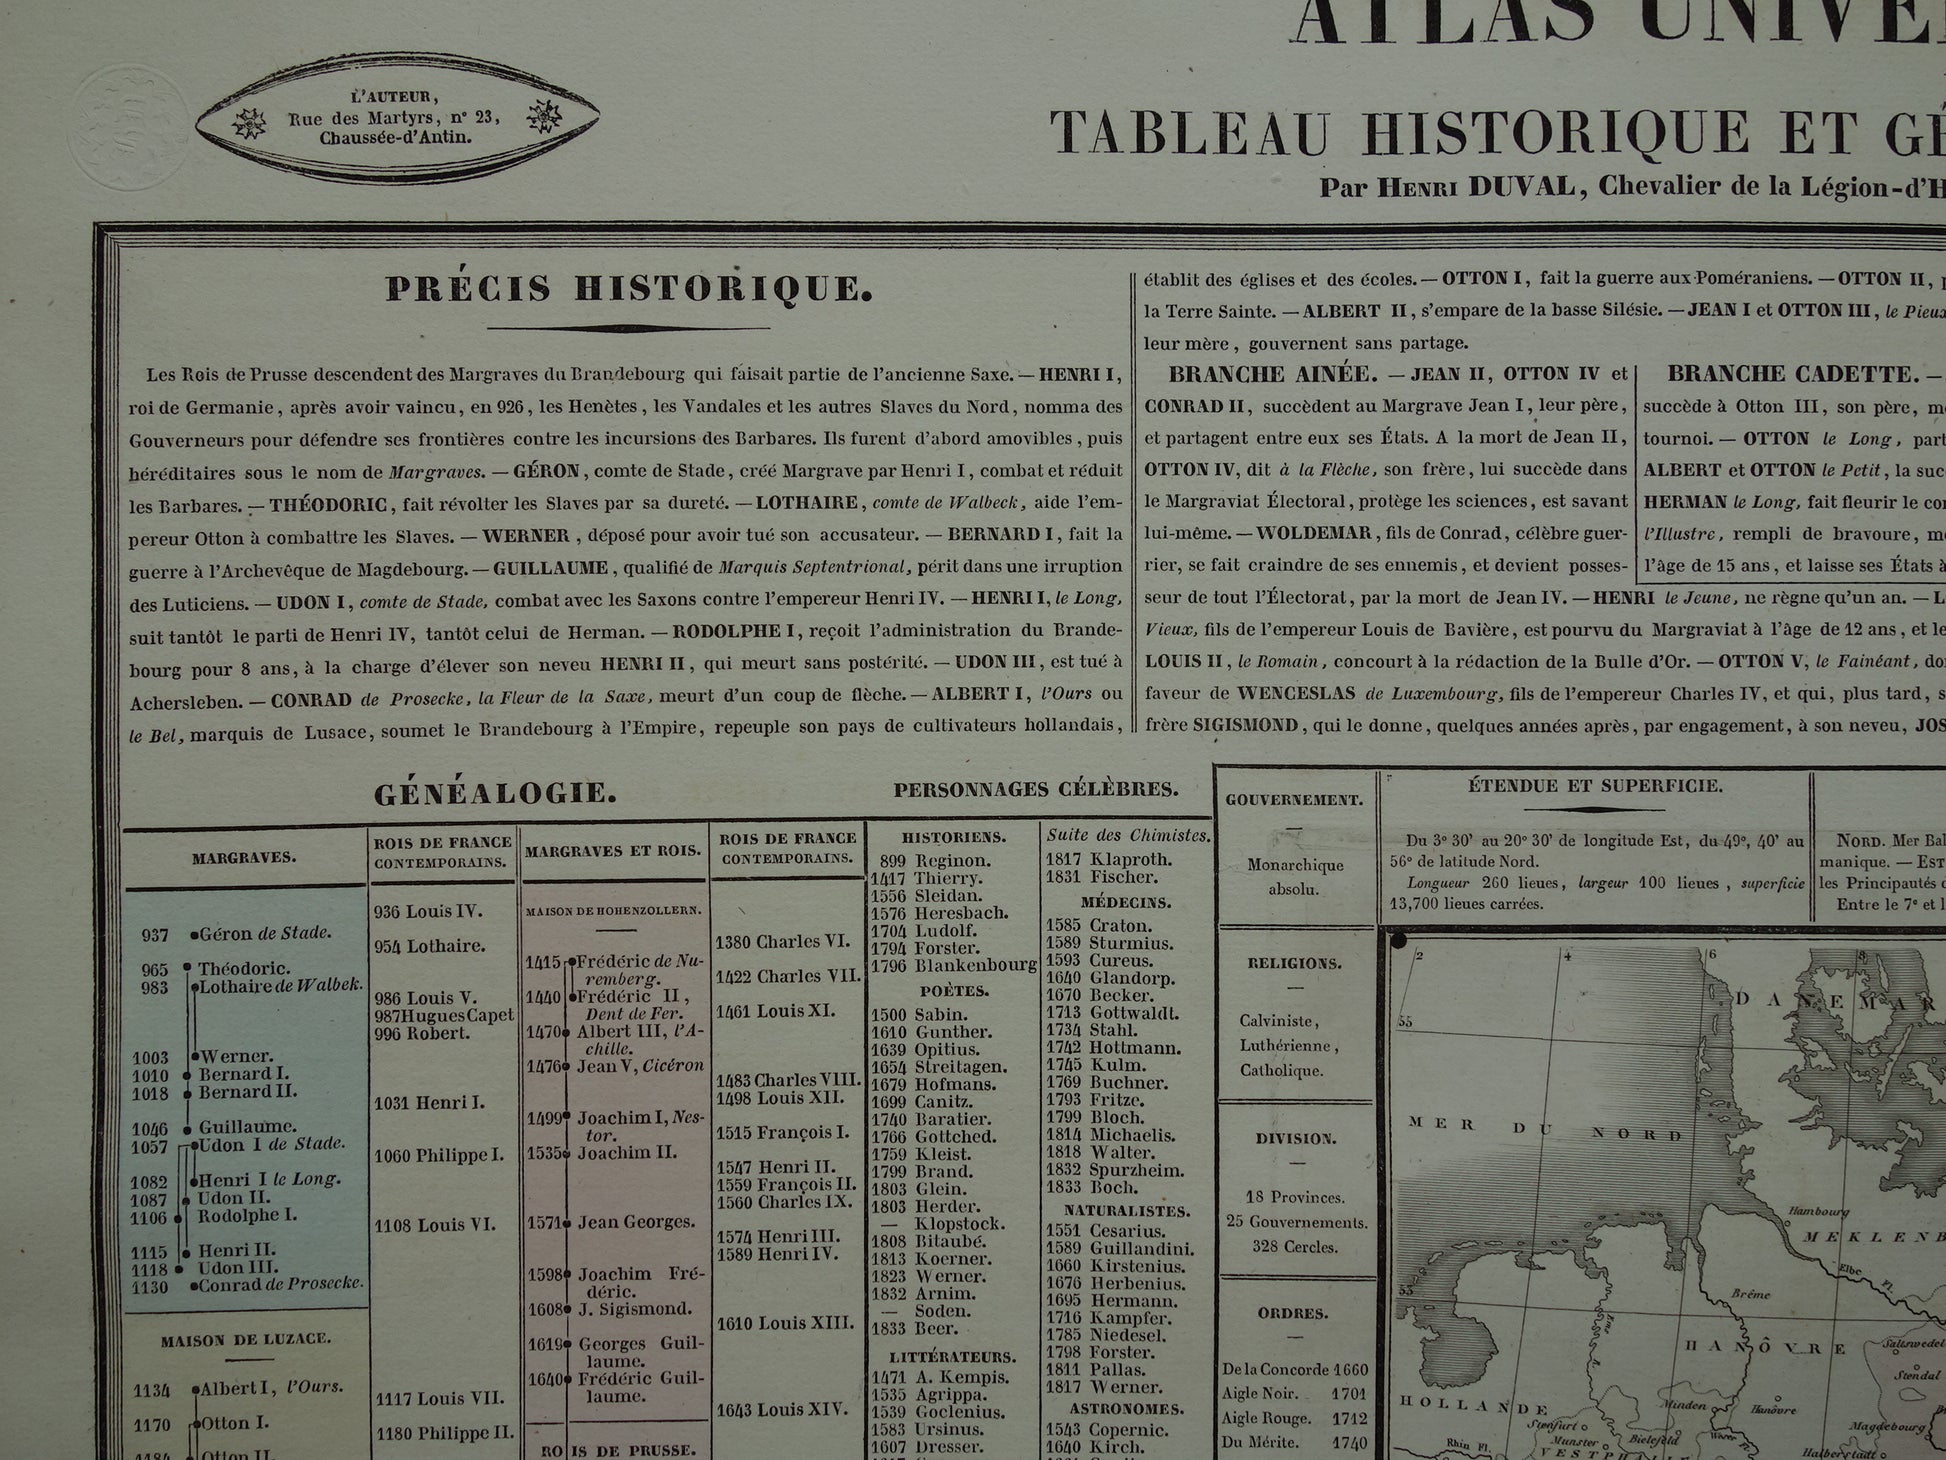 ATLAS UNIVE
L'AUTEUR,
Rue des Martyrs, n° 23,
Chaussée-d'Antin.
TABLEAU HISTORIQUE ET GÉ
Par HENRI DUVAL, Chevalier de la Légion-d'H
PRÉCIS HISTORIQUE.
Les Rois de Prusse descendent des Margraves du Brandebourg qui faisait partie de l'ancienne Saxe. — HENRI I,
roi de Germanie, après avoir vaincu, en 926, les Henètes, les Vandales et les autres Slaves du Nord, nomma des
Gouverneurs pour défendre ses frontières contre les incursions des Barbares. Ils furent d'abord amovibles, puis
héréditaires sous le nom de Margraves. — GÉRON, comte de Stade, créé Margrave par Henri I, combat et réduit
les Barbares. — THÉODORIC, fait révolter les Slaves par sa dureté. — LOTHAIRE, comte de Walbeck, aide l'em-
pereur Otton à combattre les Slaves. — WERNER, déposé pour avoir tué son accusateur. — BERNARD I, fait la
guerre à l'Archevêque de Magdebourg. — GUILLAUME, qualifié de Marquis Septentrional, périt dans une irruption
des Luticiens. — UDON I, comte de Stade, combat avec les Saxons contre l'empereur Henri IV. — HENRI I, le Long,
suit tantôt le parti de Henri IV, tantôt celui de Herman. — RODOLPHE I, reçoit l'administration du Brande-
bourg pour 8 ans, à la charge d'élever son neveu HENRI II, qui meurt sans postérité. — UDON III, est tué à
Achersleben. — CONRAD de Prosecke, la Fleur de la Saxe, meurt d'un coup de flèche. — ALBERT I, l'Ours ou
le Bel, marquis de Lusace, soumet le Brandebourg à l'Empire, repeuple son pays de cultivateurs hollandais,
établit des églises et des écoles. — OTTON I, fait la guerre aux Poméraniens. — OTTON II,
la Terre Sainte. — ALBERT II, s'empare de la basse Silésie. — JEAN I et OTTON III, le Pieux
leur mère, gouvernent sans partage.
BRANCHE AINÉE. — JEAN II, OTTON IV et
CONRAD II, succèdent au Margrave Jean I, leur père,
et partagent entre eux ses États. A la mort de Jean II,
OTTON IV, dit à la Flèche, son frère, lui succède dans
le Margraviat Électoral, protège les sciences, est savant
lui-même. — WOLDEMAR, fils de Conrad, célèbre guer-
rier, se fait craindre de ses ennemis, et devient posses-
BRANCHE CADETTE. —
succède à Otton III, son père, m
tournoi. — OTTON le Long, part
ALBERT et OTTON le Petit, la suc
HERMAN le Long, fait fleurir le co
l'Illustre, rempli de bravoure, m
l'âge de 15 ans, et laisse ses États à
seur de tout l'Électorat, par la mort de Jean IV. — HENRI le Jeune, ne règne qu'un an. — L
Vieux, fils de l'empereur Louis de Bavière, est pourvu du Margraviat à l'âge de 12 ans, et le
LOUIS II, le Romain, concourt à la rédaction de la Bulle d'Or. — OTTON V, le Fainéant, do
faveur de WENCESLAS de Luxembourg, fils de l'empereur Charles IV, et qui, plus tard, s
frère SIGISMOND, qui le donne, quelques années après, par engagement, à son neveu, JOS
GÉNÉALOGIE.
MARGRAVES.
937 Géron de Stade.
965 Théodoric.
983 Lothaire de Walbek.
1003 Werner.
1010 Bernard I.
1018 Bernard II.
1046 Guillaume.
1057 Udon I de Stade.
1082 Henri I le Long.
1087 Udon II.
1106 Rodolphe I.
1115 Henri II.
1118 Udon III.
1130 Conrad de Prosecke.
MAISON DE LUZACE.
1134 Albert I, l'Ours.
1170 Otton I.
1184 Otton II.
ROIS DE FRANCE
CONTEMPORAINS.
936 Louis IV.
954 Lothaire.
986 Louis V.
987 Hugues Capet
996 Robert.
1031 Henri I.
1060 Philippe I.
1108 Louis VI.
1117 Louis VII.
1180 Philippe II.
MARGRAVES ET ROIS.
MAISON DE HOHENZOLLERN.
1415 Frédéric de Nu-
remberg.
1440 Frédéric II,
Dent de Fer.
1470 Albert III, l'A-
chille.
1476 Jean V, Cicéron
1499 Joachim I, Nes-
tor.
1535 Joachim II.
1571 Jean Georges.
1598 Joachim Fré-
déric.
1608 J. Sigismond.
1619 Georges Guil-
laume.
1640 Frédéric Guil-
laume.
ROIS DE PRUSSE.
ROIS DE FRANCE
CONTEMPORAINS.
1380 Charles VI.
1422 Charles VII.
1461 Louis XI.
1483 Charles VIII.
1498 Louis XII.
1515 François I.
1547 Henri II.
1559 François II.
1560 Charles IX.
1574 Henri III.
1589 Henri IV.
1610 Louis XIII.
1643 Louis XIV.
PERSONNAGES CÉLÈBRES.
HISTORIENS.
899 Reginon.
1417 Thierry.
1556 Sleidan.
1576 Heresbach.
1704 Ludolf.
1794 Forster.
1796 Blankenbourg
POÈTES.
1500 Sabin.
1610 Gunther.
1639 Opitius.
1654 Streitagen.
1679 Hofmans.
1699 Canitz.
1740 Baratier.
1766 Gottched.
1759 Kleist.
1799 Brand.
1803 Glein.
1803 Herder.
— Klopstock.
1808 Bitaubé.
1813 Koerner.
1823 Werner.
1832 Arnim.
— Soden.
1833 Beer.
LITTÉRATEURS.
1471 A. Kempis.
1535 Agrippa.
1539 Goclenius.
1583 Ursinus.
1607 Dresser.
Suite des Chimistes.
1817 Klaproth.
1831 Fischer.
MÉDECINS.
1585 Craton.
1589 Sturmius.
1593 Cureus.
1640 Glandorp.
1670 Becker.
1713 Gottwaldt.
1734 Stahl.
1742 Hottmann.
1745 Kulm.
1769 Buchner.
1793 Fritze.
1799 Bloch.
1814 Michaelis.
1818 Walter.
1832 Spurzheim.
1833 Boch.
NATURALISTES.
1551 Cesarius.
1589 Guillandini.
1660 Kirstenius.
1676 Herbenius.
1695 Hermann.
1716 Kampfer.
1785 Niedesel.
1798 Forster.
1811 Pallas.
1817 Werner.
ASTRONOMES.
1543 Copernic.
1640 Kirch.
GOUVERNEMENT.
Monarchique
absolu.
RELIGIONS.
Calviniste,
Luthérienne,
Catholique.
DIVISION.
18 Provinces.
25 Gouvernements.
328 Cercles.
ORDRES.
De la Concorde 1660
Aigle Noir. 1701
Aigle Rouge. 1712
Du Mérite. 1740
ÉTENDUE ET SUPERFICIE.
Du 3° 30' au 20° 30' de longitude Est, du 49°, 40' au
56° de latitude Nord.
Longueur 260 lieues, largeur 100 lieues, superficie
13,700 lieues carrées.
NORD. Mer Bal
manique. — EST
les Principautés
Entre le 7e et l
2 4 6 8
DANEMAR
55
MER DU NORD
Hambourg
MEKLENB
Elbe Fl.
53
Brême
Ems
HANÔVRE
Saltswedel
Stendal
HOLLANDE
Minden
Hanôvre
Steinfurt
Magdebourg
Munster
Bielefeld
Weser Fl.
Rhin Fl.
VESTPHALIE
Halberstadt